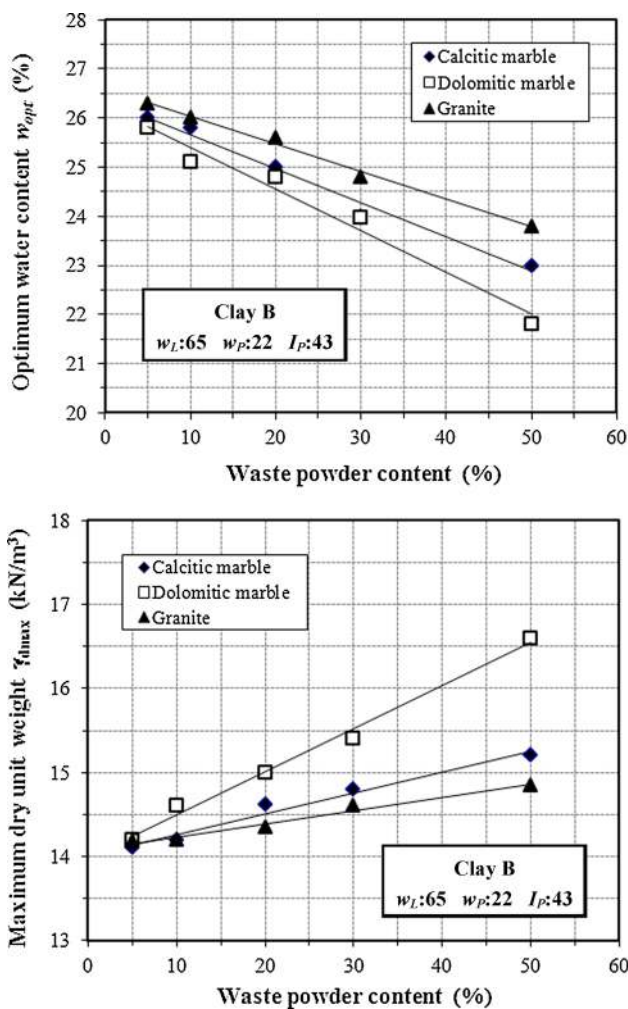 Optimum water content wopt (%)
28
27
26
25
24
23
22
21
20
Calcitic marble
Dolomitic marble
Granite
Clay B
wL:65 wP:22 IP:43
0 10 20 30 40 50 60
Waste powder content (%)
Maximum dry unit weight γdmax (kN/m³)
18
17
16
15
14
13
Calcitic marble
Dolomitic marble
Granite
Clay B
wL:65 wP:22 IP:43
0 10 20 30 40 50 60
Waste powder content (%)